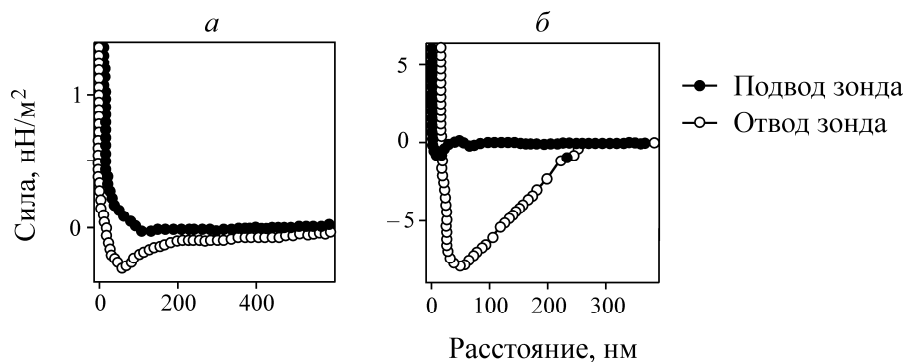 а
б
Сила, нН/м²
1
0
0
200
400
5
0
−5
0
100
200
300
Подвод зонда
Отвод зонда
Расстояние, нм